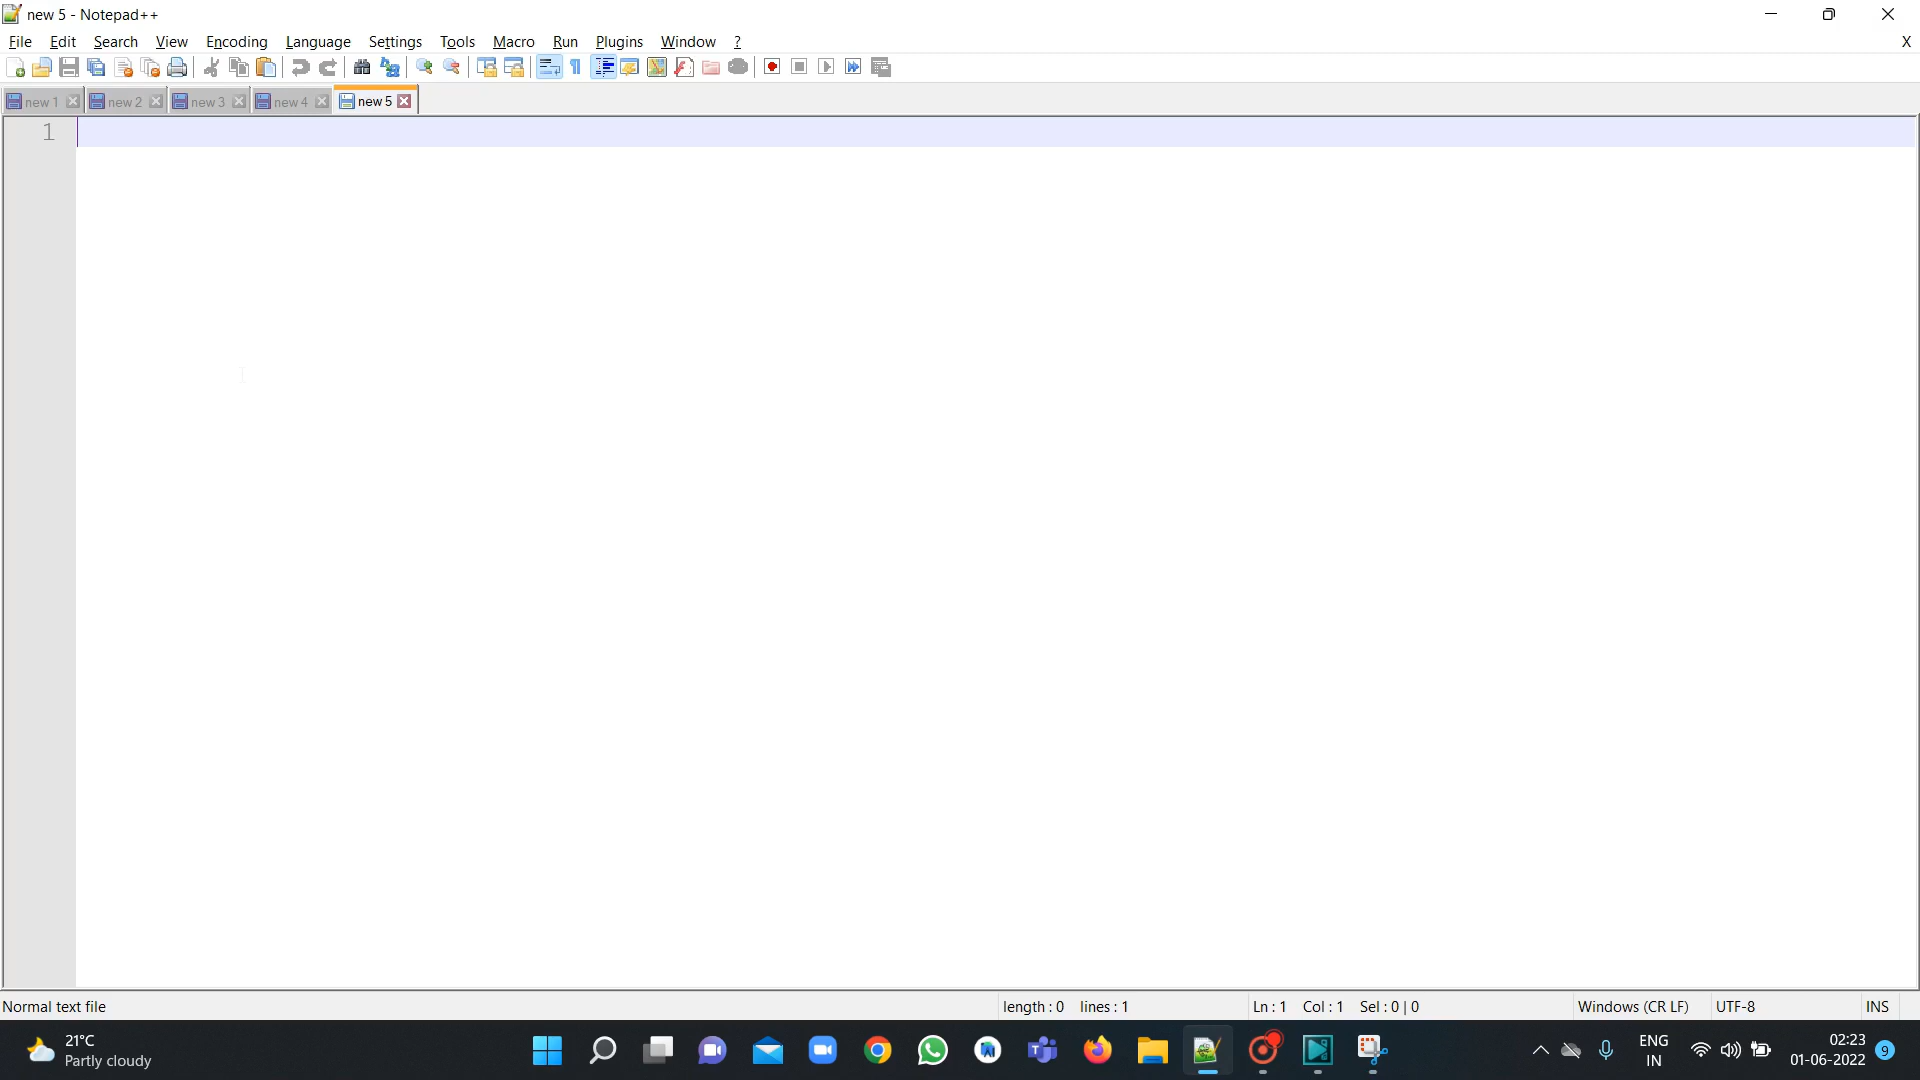 new 5 - Notepad++
File Edit Search View Encoding Language Settings Tools Macro Run Plugins Window ? X
new 1 new 2 new 3 new 4 new 5
1
Normal text file length : 0 lines : 1 Ln : 1 Col : 1 Sel : 0 | 0 Windows (CR LF) UTF-8 INS
21°C
Partly cloudy
ENG
IN
02:23
01-06-2022
9